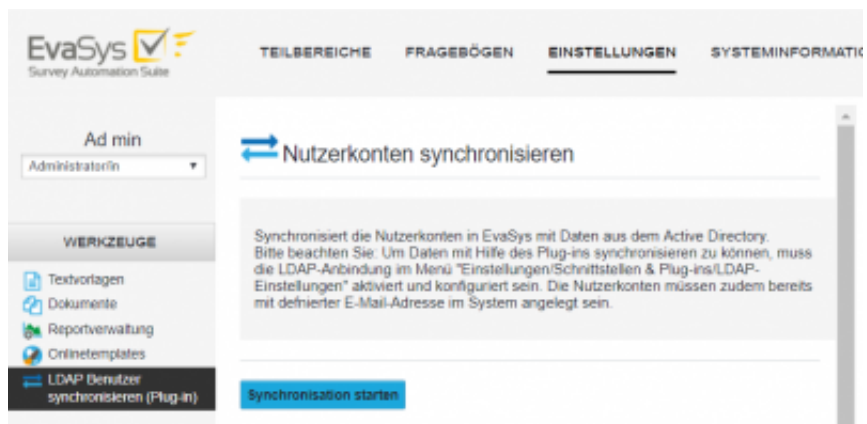 EvaSys
Survey Automation Suite
TEILBEREICHE FRAGEBÖGEN EINSTELLUNGEN SYSTEMINFORMATIO
Ad min
Administrator/in
Nutzerkonten synchronisieren
WERKZEUGE
Textvorlagen
Dokumente
Reportverwaltung
Onlinetemplates
LDAP Benutzer
synchronisieren (Plug-in)
Synchronisiert die Nutzerkonten in EvaSys mit Daten aus dem Active Directory.
Bitte beachten Sie: Um Daten mit Hilfe des Plug-ins synchronisieren zu können, muss
die LDAP-Anbindung im Menü "Einstellungen/Schnittstellen & Plug-ins/LDAP-
Einstellungen" aktiviert und konfiguriert sein. Die Nutzerkonten müssen zudem bereits
mit defnierter E-Mail-Adresse im System angelegt sein.
Synchronisation starten